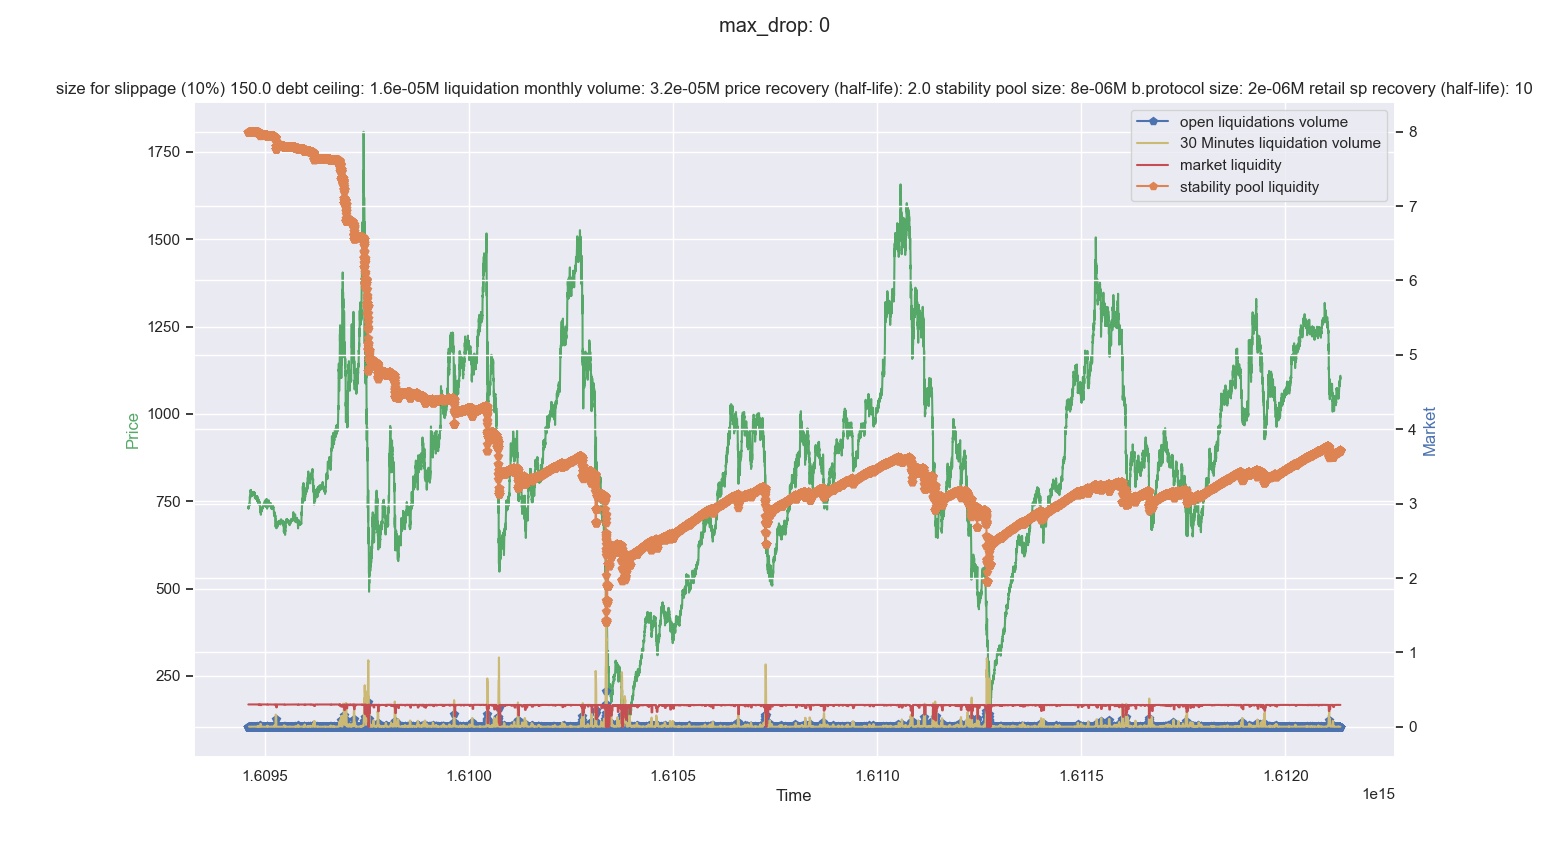 max_drop: 0
size for slippage (10%) 150.0 debt ceiling: 1.6e-05M liquidation monthly volume: 3.2e-05M price recovery (half-life): 2.0 stability pool size: 8e-06M b.protocol size: 2e-06M retail sp recovery (half-life): 10
open liquidations volume
30 Minutes liquidation volume
market liquidity
stability pool liquidity
1750
1500
1250
1000
750
500
250
Price
8
7
6
5
4
3
2
1
0
Market
1.6095
1.6100
1.6105
1.6110
1.6115
1.6120
1e15
Time